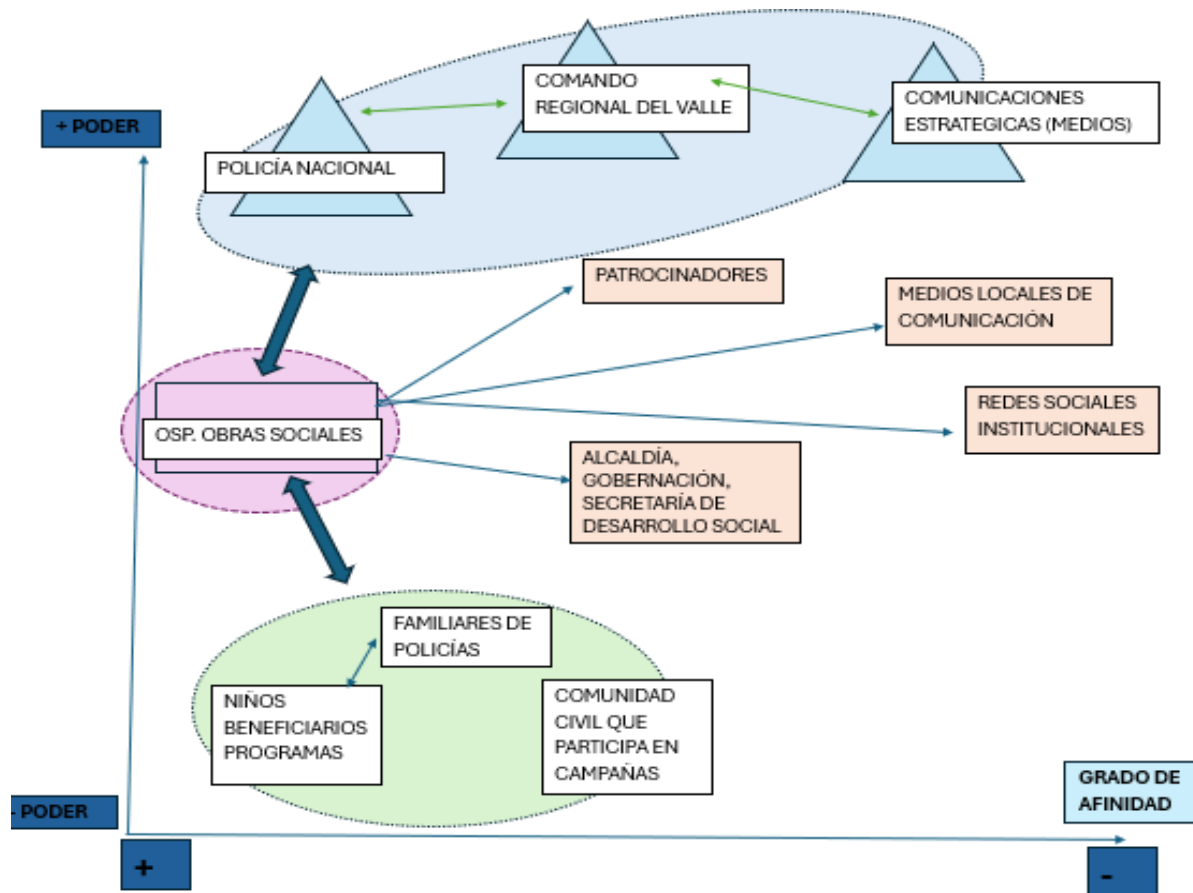 COMANDO
REGIONAL DEL VALLE
COMUNICACIONES
ESTRATEGICAS (MEDIOS)
+ PODER
POLICÍA NACIONAL
PATROCINADORES
MEDIOS LOCALES DE
COMUNICACIÓN
REDES SOCIALES
INSTITUCIONALES
OSP. OBRAS SOCIALES
ALCALDÍA,
GOBERNACIÓN,
SECRETARÍA DE
DESARROLLO SOCIAL
FAMILIARES DE
POLICÍAS
NIÑOS
BENEFICIARIOS
PROGRAMAS
COMUNIDAD
CIVIL QUE
PARTICIPA EN
CAMPAÑAS
GRADO DE
AFINIDAD
- PODER
+
-